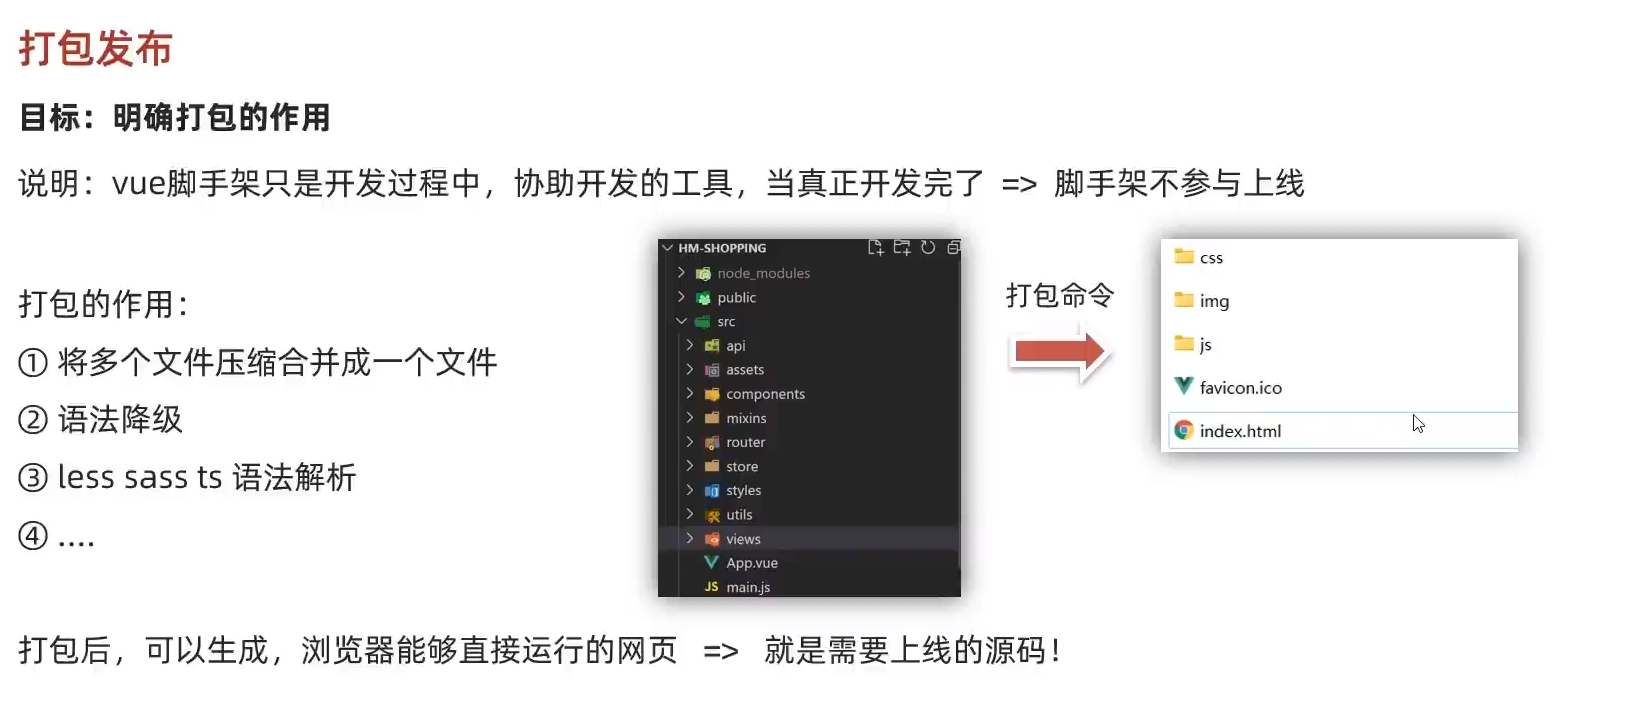 打包发布
目标：明确打包的作用
说明：vue脚手架只是开发过程中，协助开发的工具，当真正开发完了 => 脚手架不参与上线
打包的作用：
① 将多个文件压缩合并成一个文件
② 语法降级
③ less sass ts 语法解析
④ ....
HM-SHOPPING
node_modules
public
src
api
assets
components
mixins
router
store
styles
utils
views
App.vue
JS main.js
打包命令
css
img
js
favicon.ico
index.html
打包后，可以生成，浏览器能够直接运行的网页 => 就是需要上线的源码！